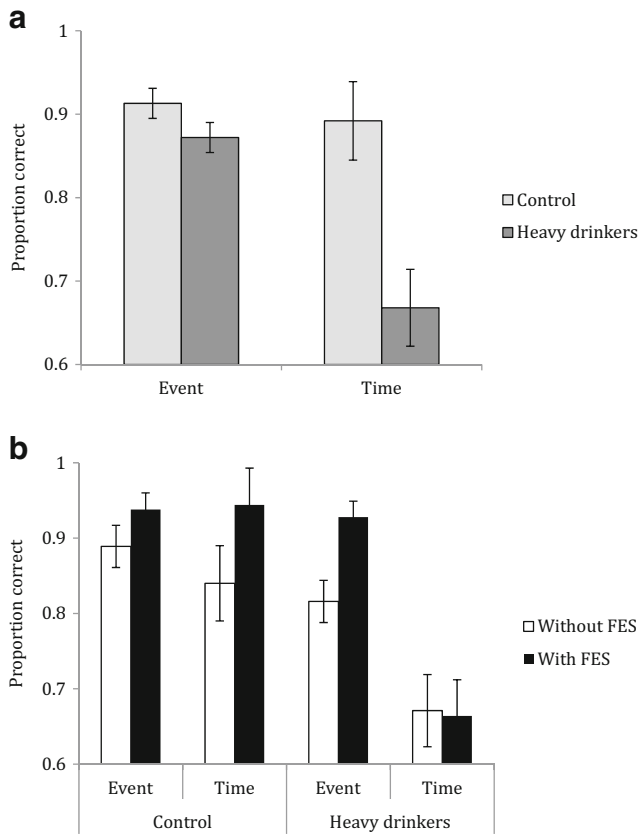 a
1
0.9
0.8
0.7
0.6
Proportion correct
Event Time
Control
Heavy drinkers
b
1
0.9
0.8
0.7
0.6
Proportion correct
Event Time Event Time
Control Heavy drinkers
Without FES
With FES